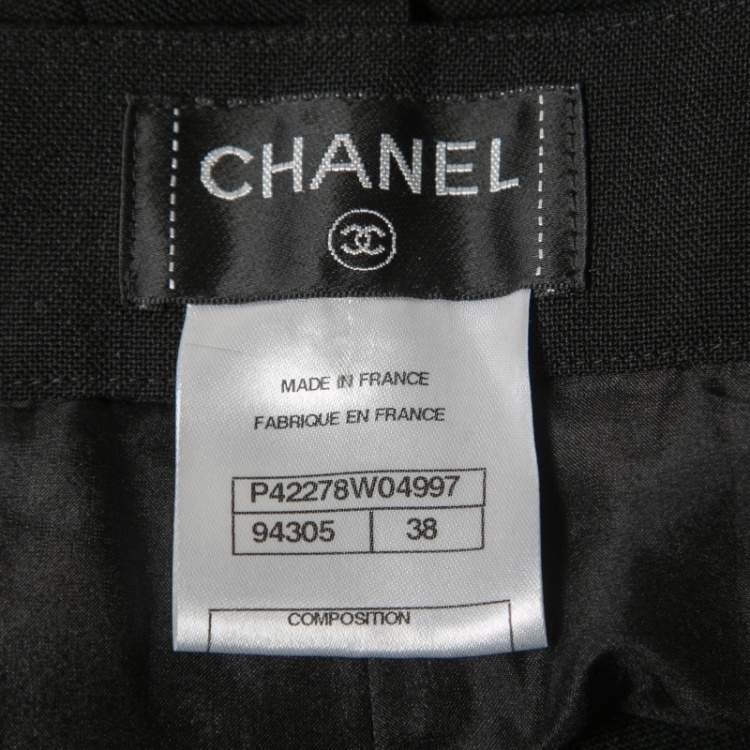 CHANEL
MADE IN FRANCE
FABRIQUE EN FRANCE
P42278W04997
94305 38
COMPOSITION